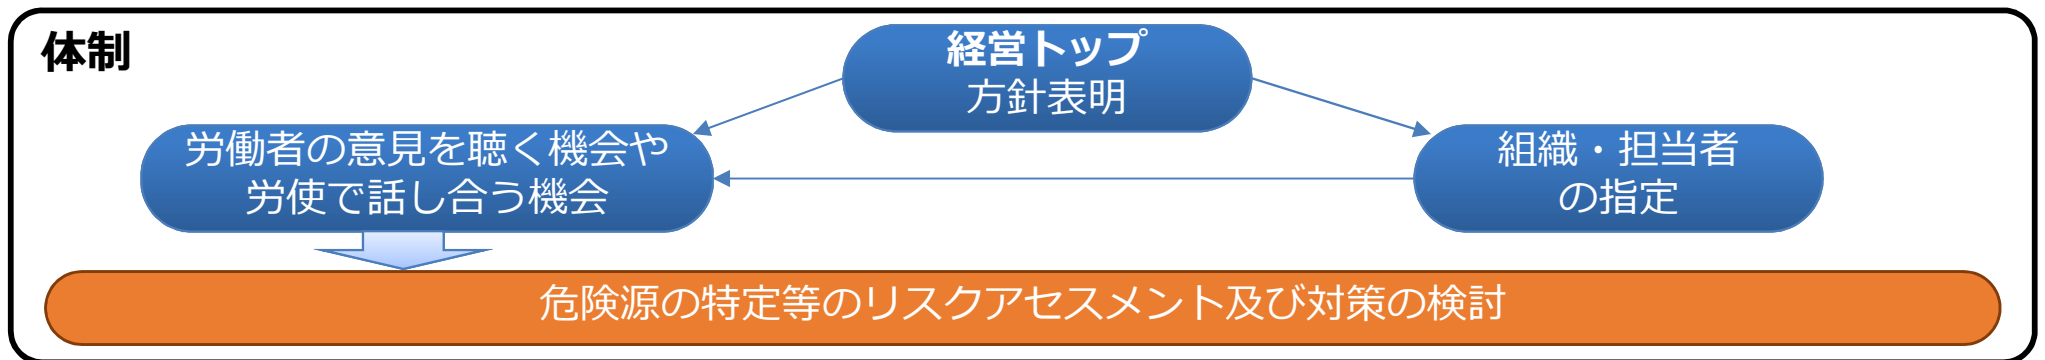 体制
経営トップ
方針表明
労働者の意見を聴く機会や
労使で話し合う機会
組織・担当者
の指定
危険源の特定等のリスクアセスメント及び対策の検討